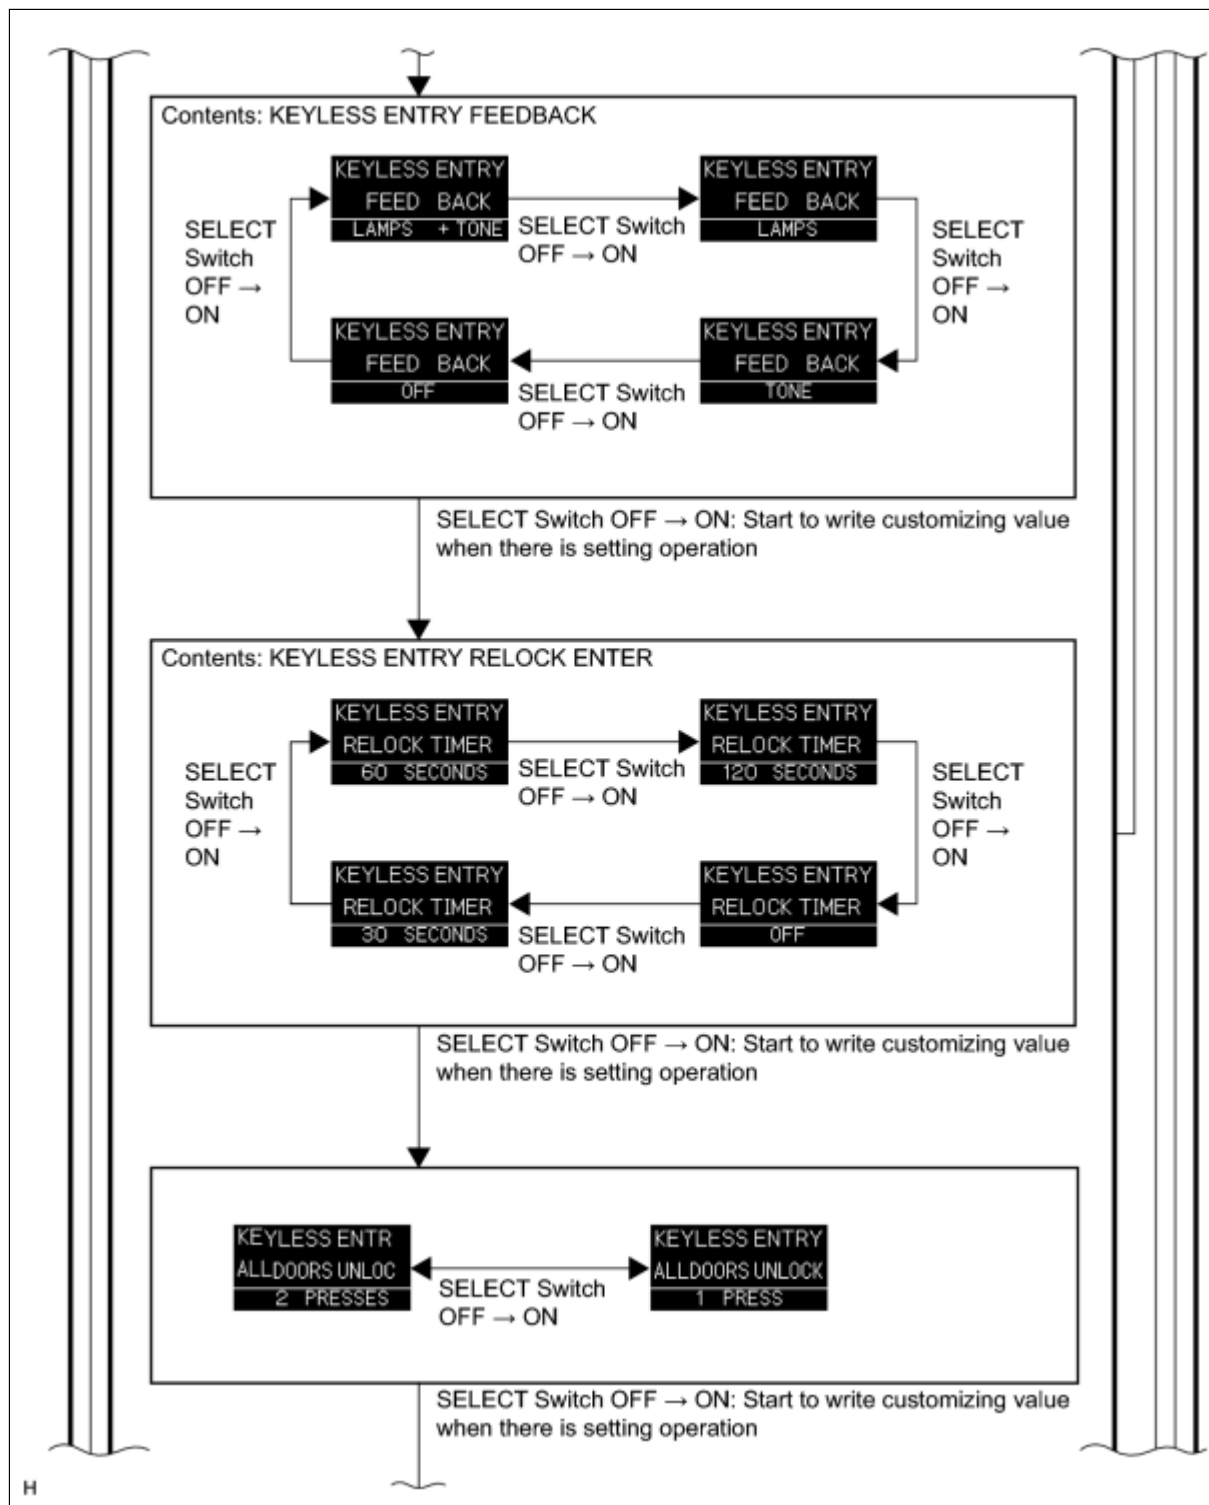 Contents: KEYLESS ENTRY FEEDBACK
KEYLESS ENTRY
FEED BACK
LAMPS + TONE
SELECT Switch
OFF → ON
KEYLESS ENTRY
FEED BACK
LAMPS
SELECT
Switch
OFF →
ON
SELECT
Switch
OFF →
ON
KEYLESS ENTRY
FEED BACK
OFF
SELECT Switch
OFF → ON
KEYLESS ENTRY
FEED BACK
TONE
SELECT Switch OFF → ON: Start to write customizing value
when there is setting operation
Contents: KEYLESS ENTRY RELOCK ENTER
KEYLESS ENTRY
RELOCK TIMER
60 SECONDS
SELECT Switch
OFF → ON
KEYLESS ENTRY
RELOCK TIMER
120 SECONDS
SELECT
Switch
OFF →
ON
SELECT
Switch
OFF →
ON
KEYLESS ENTRY
RELOCK TIMER
30 SECONDS
SELECT Switch
OFF → ON
KEYLESS ENTRY
RELOCK TIMER
OFF
SELECT Switch OFF → ON: Start to write customizing value
when there is setting operation
KEYLESS ENTR
ALLDOORS UNLOC
2 PRESSES
SELECT Switch
OFF → ON
KEYLESS ENTRY
ALLDOORS UNLOCK
1 PRESS
SELECT Switch OFF → ON: Start to write customizing value
when there is setting operation
H